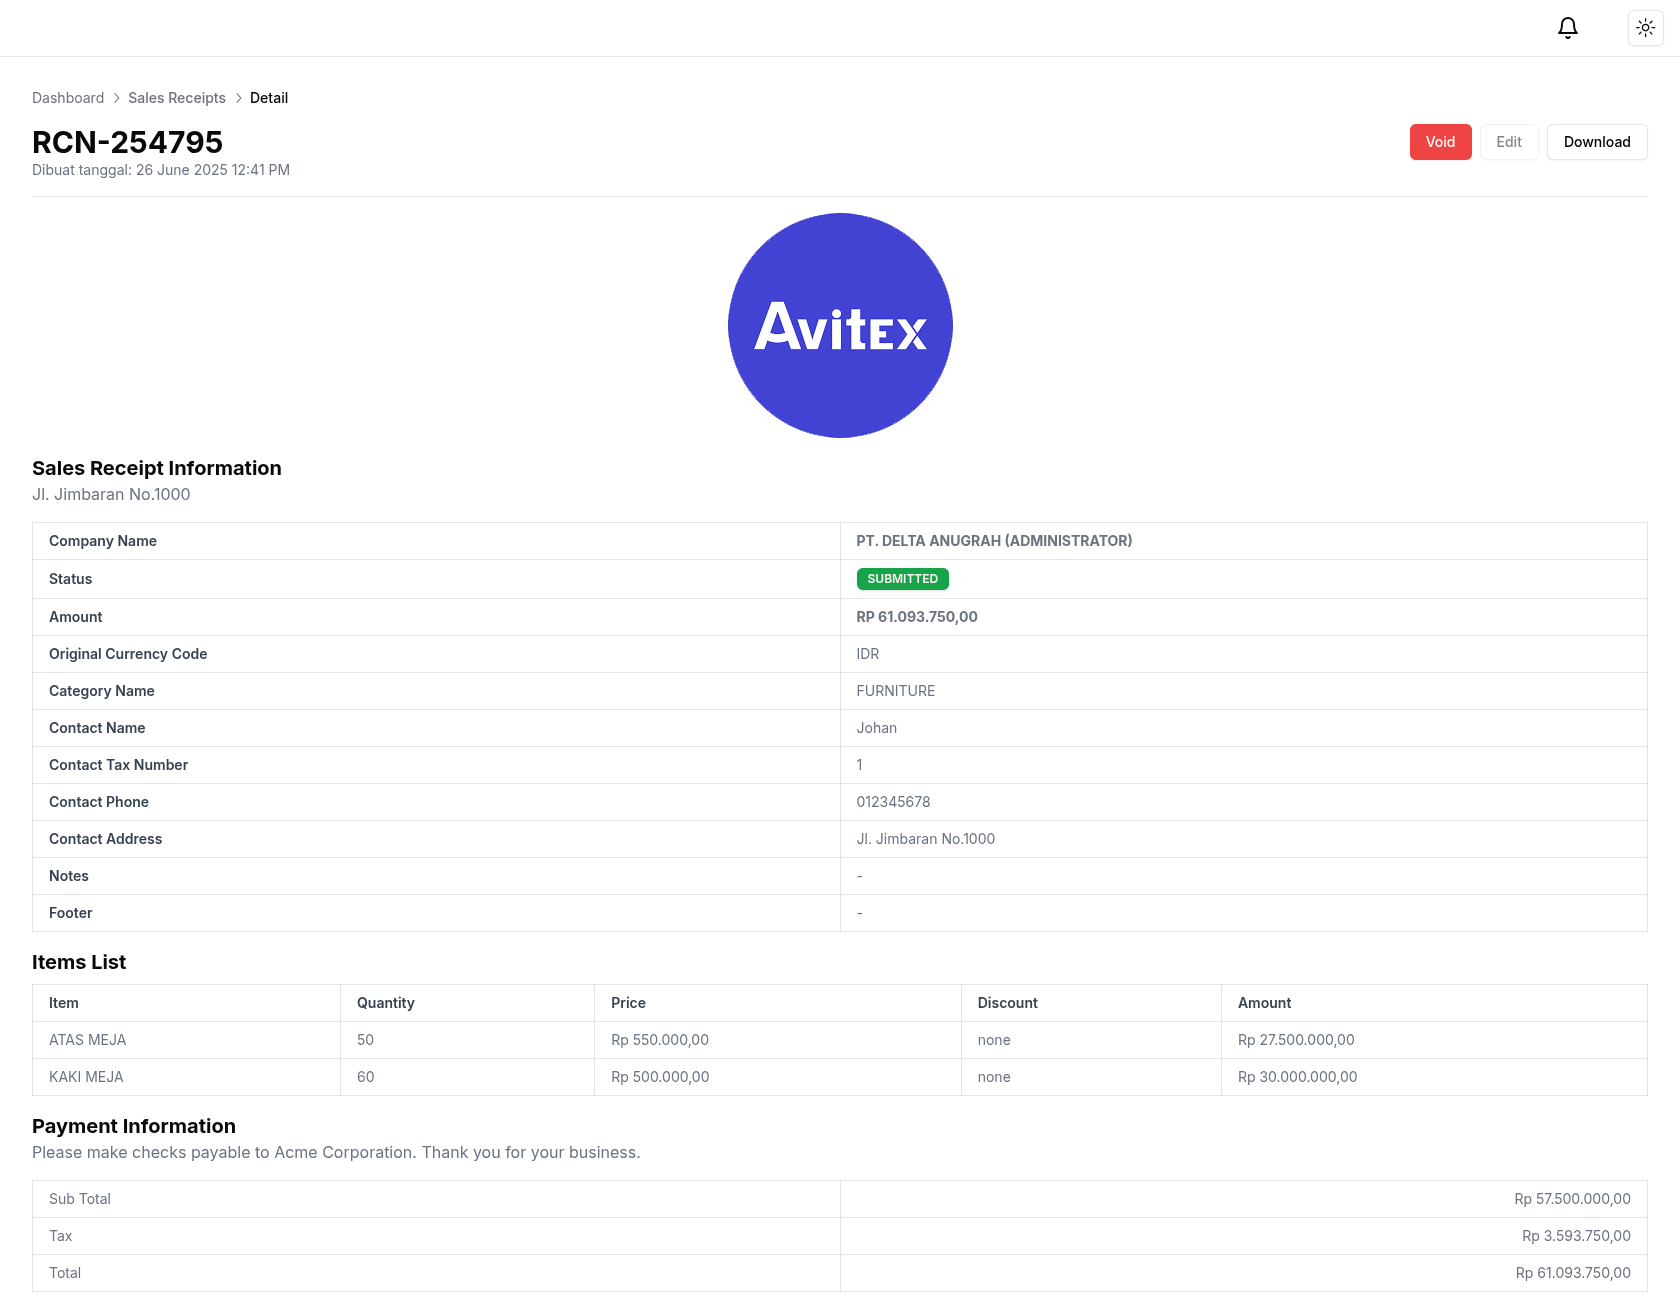 Dashboard > Sales Receipts > Detail
RCN-254795
Dibuat tanggal: 26 June 2025 12:41 PM
Void Edit Download
Avitex
Sales Receipt Information
Jl. Jimbaran No.1000
Company Name PT. DELTA ANUGRAH (ADMINISTRATOR)
Status SUBMITTED
Amount RP 61.093.750,00
Original Currency Code IDR
Category Name FURNITURE
Contact Name Johan
Contact Tax Number 1
Contact Phone 012345678
Contact Address Jl. Jimbaran No.1000
Notes -
Footer -
Items List
Item Quantity Price Discount Amount
ATAS MEJA 50 Rp 550.000,00 none Rp 27.500.000,00
KAKI MEJA 60 Rp 500.000,00 none Rp 30.000.000,00
Payment Information
Please make checks payable to Acme Corporation. Thank you for your business.
Sub Total Rp 57.500.000,00
Tax Rp 3.593.750,00
Total Rp 61.093.750,00